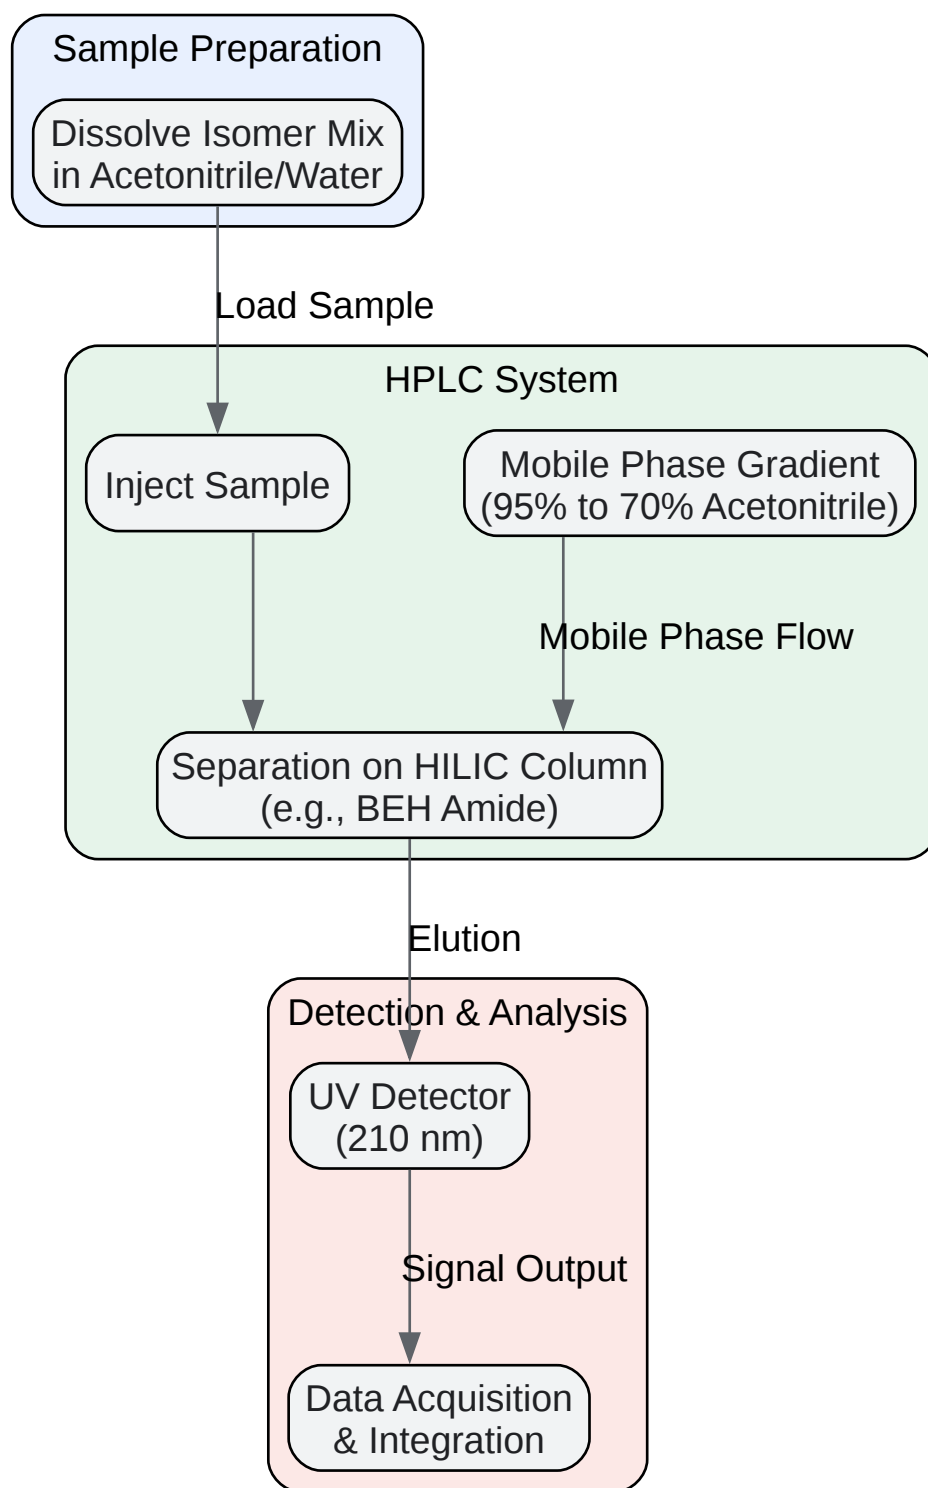 Sample Preparation
Dissolve Isomer Mix
in Acetonitrile/Water
Load Sample
HPLC System
Inject Sample
Mobile Phase Gradient
(95% to 70% Acetonitrile)
Mobile Phase Flow
Separation on HILIC Column
(e.g., BEH Amide)
Elution
Detection & Analysis
UV Detector
(210 nm)
Signal Output
Data Acquisition
& Integration